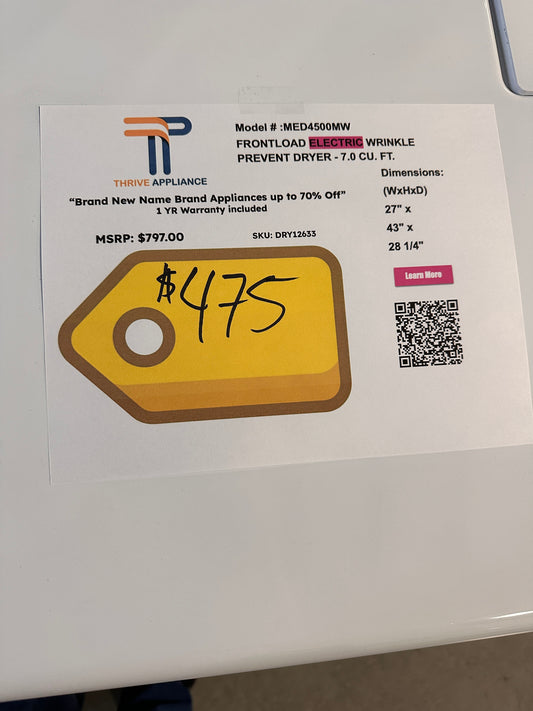 TP
THRIVE APPLIANCE
Model # :MED4500MW
FRONTLOAD ELECTRIC WRINKLE
PREVENT DRYER - 7.0 CU. FT.
"Brand New Name Brand Appliances up to 70% Off"
1 YR Warranty included
MSRP: $797.00
SKU: DRY12633
Dimensions:
(WxHxD)
27" x
43" x
28 1/4"
Learn More
$475